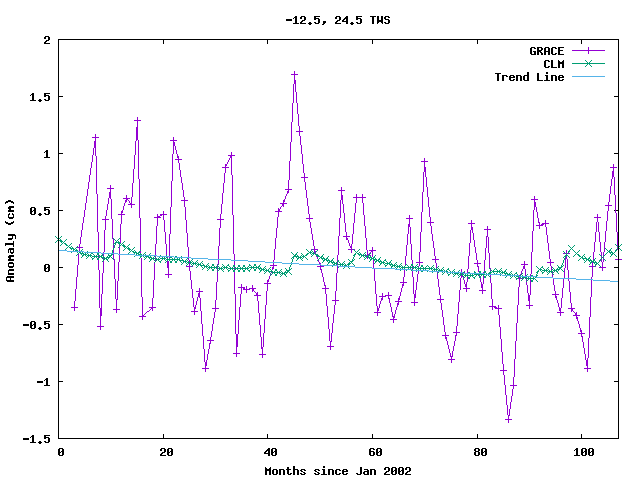 -12.5, 24.5 TWS
GRACE
CLM
Trend Line
2
1.5
1
0.5
0
-0.5
-1
-1.5
Anomaly (cm)
0 20 40 60 80 100
Months since Jan 2002